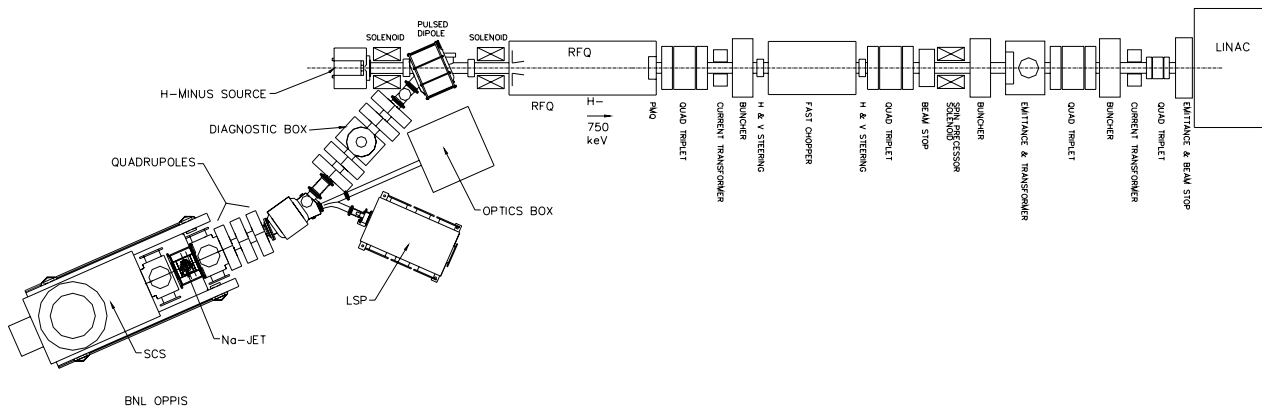 SOLENOID
PULSED
DIPOLE
SOLENOID
H-MINUS SOURCE
RFQ
LINAC
RFQ
H-
750
keV
PMQ
QUAD TRIPLET
CURRENT TRANSFORMER
BUNCHER
H & V STEERING
FAST CHOPPER
H & V STEERING
QUAD TRIPLET
BEAM STOP
SPIN PRECESSOR
SOLENOID
BUNCHER
EMITTANCE & TRANSFORMER
QUAD TRIPLET
BUNCHER
CURRENT TRANSFORMER
QUAD TRIPLET
EMITTANCE & BEAM STOP
DIAGNOSTIC BOX
QUADRUPOLES
OPTICS BOX
LSP
Na-JET
SCS
BNL OPPIS